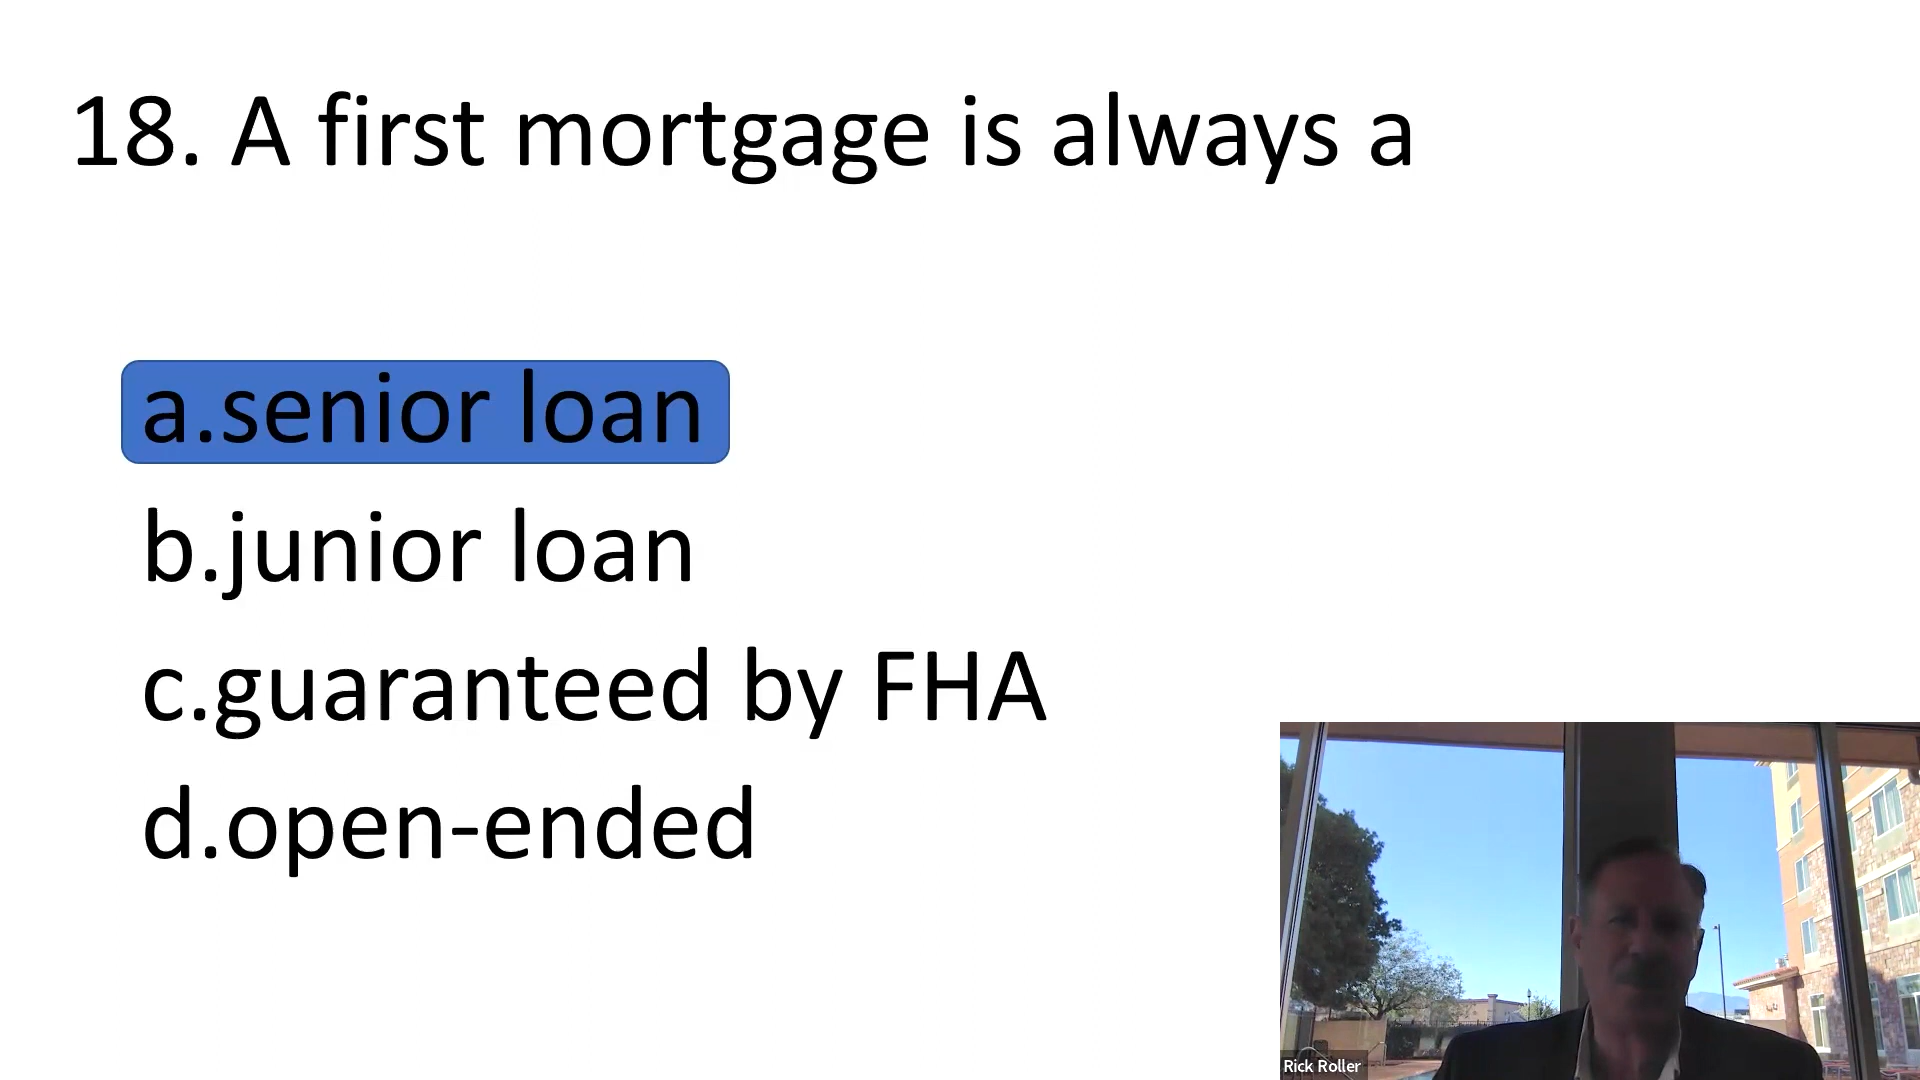 18. A first mortgage is always a
a.senior loan
b.junior loan
c.guaranteed by FHA
d.open-ended
Rick Roller